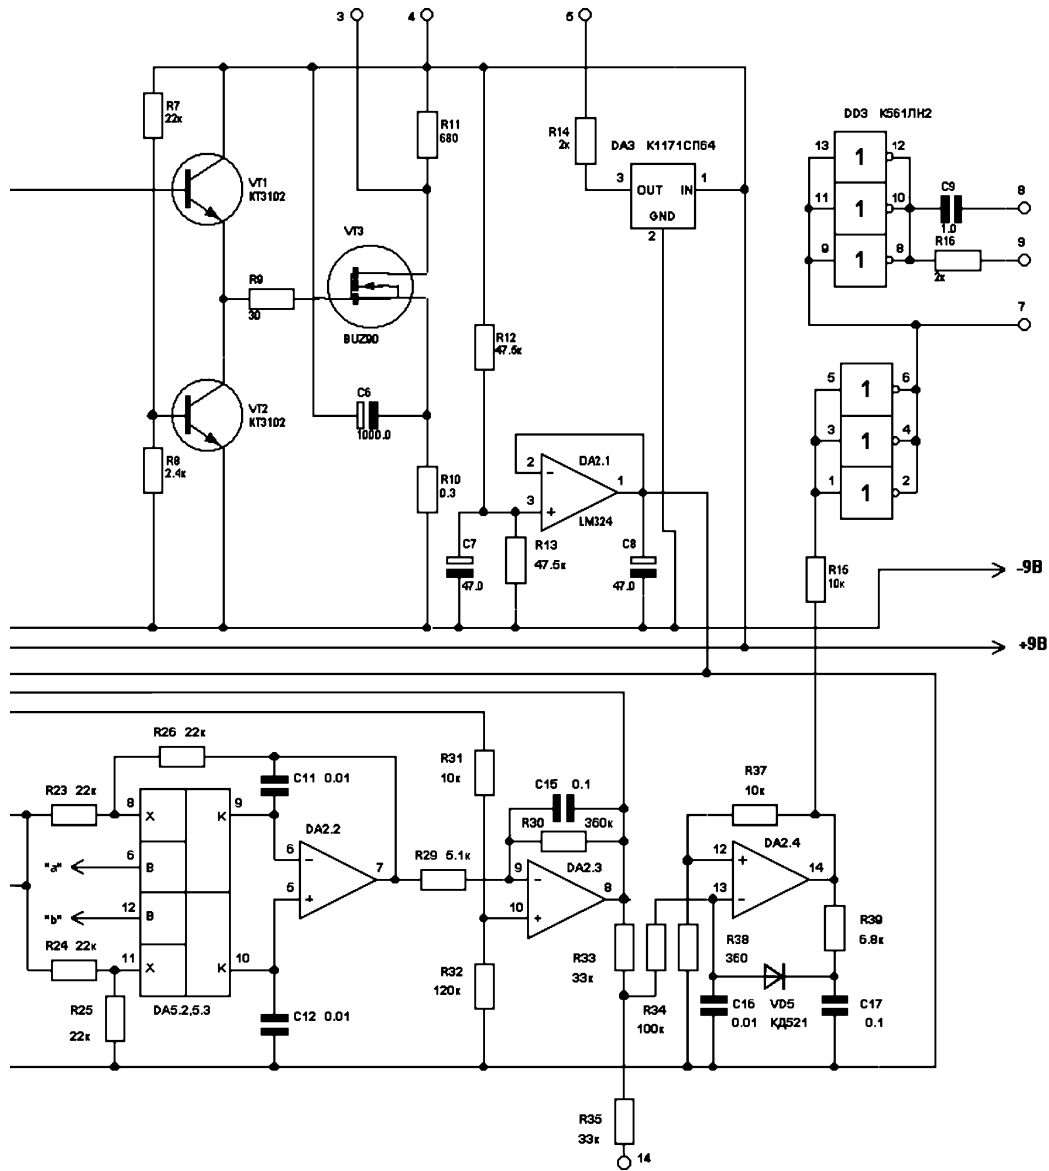 3
4
5
R7
22к
R11
680
R14
2к
DA3 К1171СП64
3
OUT
IN
1
GND
2
DD3 К561ЛН2
13
1
12
11
1
10
9
1
8
C9
1.0
8
R16
2к
9
7
VT1
КТ3102
VT3
BUZ90
R9
30
R12
47.5к
5
1
6
3
1
4
1
1
2
VT2
КТ3102
C6
1000.0
R8
2.4к
R10
0.3
DA2.1
2
-
1
3
+
LM324
C7
47.0
R13
47.5к
C8
47.0
R15
10к
-9В
+9В
R26 22к
R31
10к
R37
10к
R23 22к
8
X
K
9
C11 0.01
C15 0.1
R30
360к
"a"
6
B
DA2.2
6
-
7
5
+
R29 5.1к
DA2.3
9
-
8
10
+
DA2.4
12
+
14
13
-
"b"
12
B
R24 22к
11
X
K
10
R25
22к
DA5.2,5.3
C12 0.01
R32
120к
R33
33к
R34
100к
R38
360
R39
6.8к
C16
0.01
VD5
КД521
C17
0.1
R35
33к
14